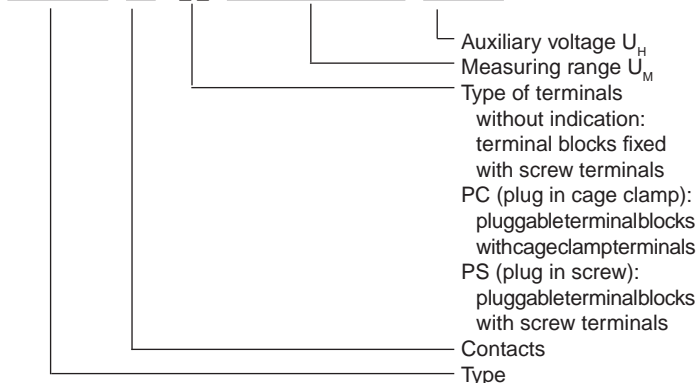 Auxiliary voltage U_H
Measuring range U_M
Type of terminals
without indication:
terminal blocks fixed
with screw terminals
PC (plug in cage clamp):
pluggableterminalblocks
withcageclampterminals
PS (plug in screw):
pluggableterminalblocks
with screw terminals
Contacts
Type